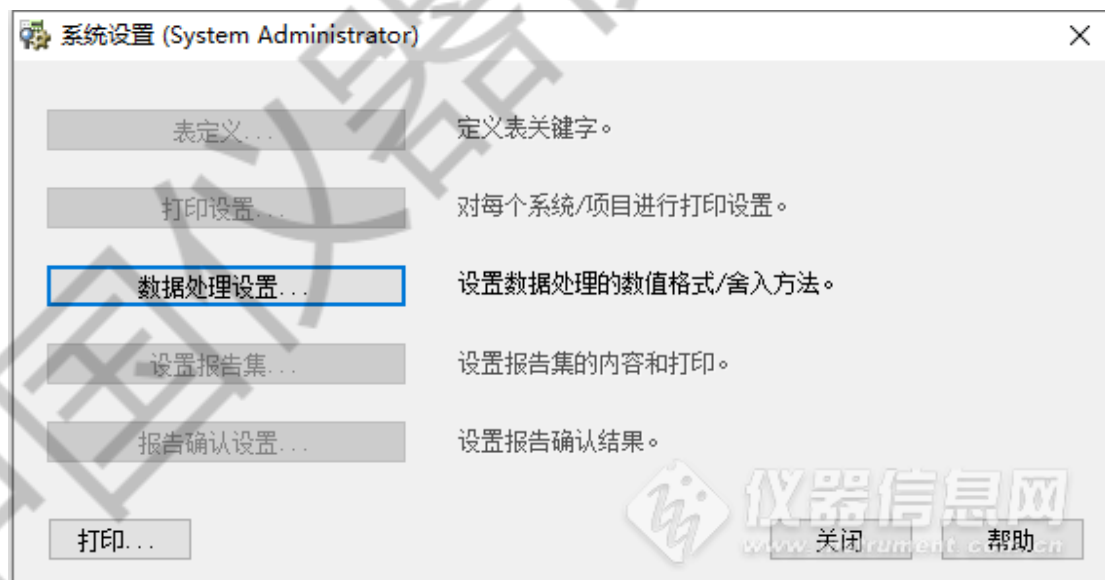 系统设置 (System Administrator)
表定义... 定义表关键字。
打印设置... 对每个系统/项目进行打印设置。
数据处理设置... 设置数据处理的数值格式/舍入方法。
设置报告集... 设置报告集的内容和打印。
报告确认设置... 设置报告确认结果。
仪器信息网
打印... 关闭 帮助